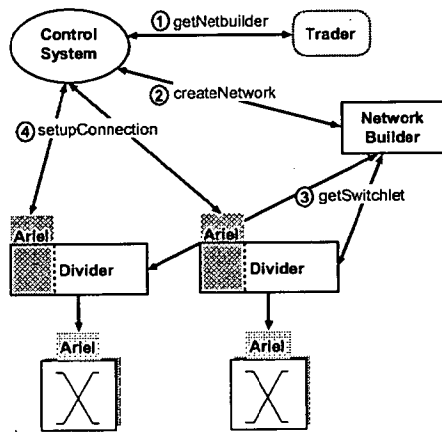 Control
System
① getNetbuilder
Trader
② createNetwork
Network
Builder
④ setupConnection
③ getSwitchlet
Ariel
Divider
Ariel
Divider
Ariel
Ariel